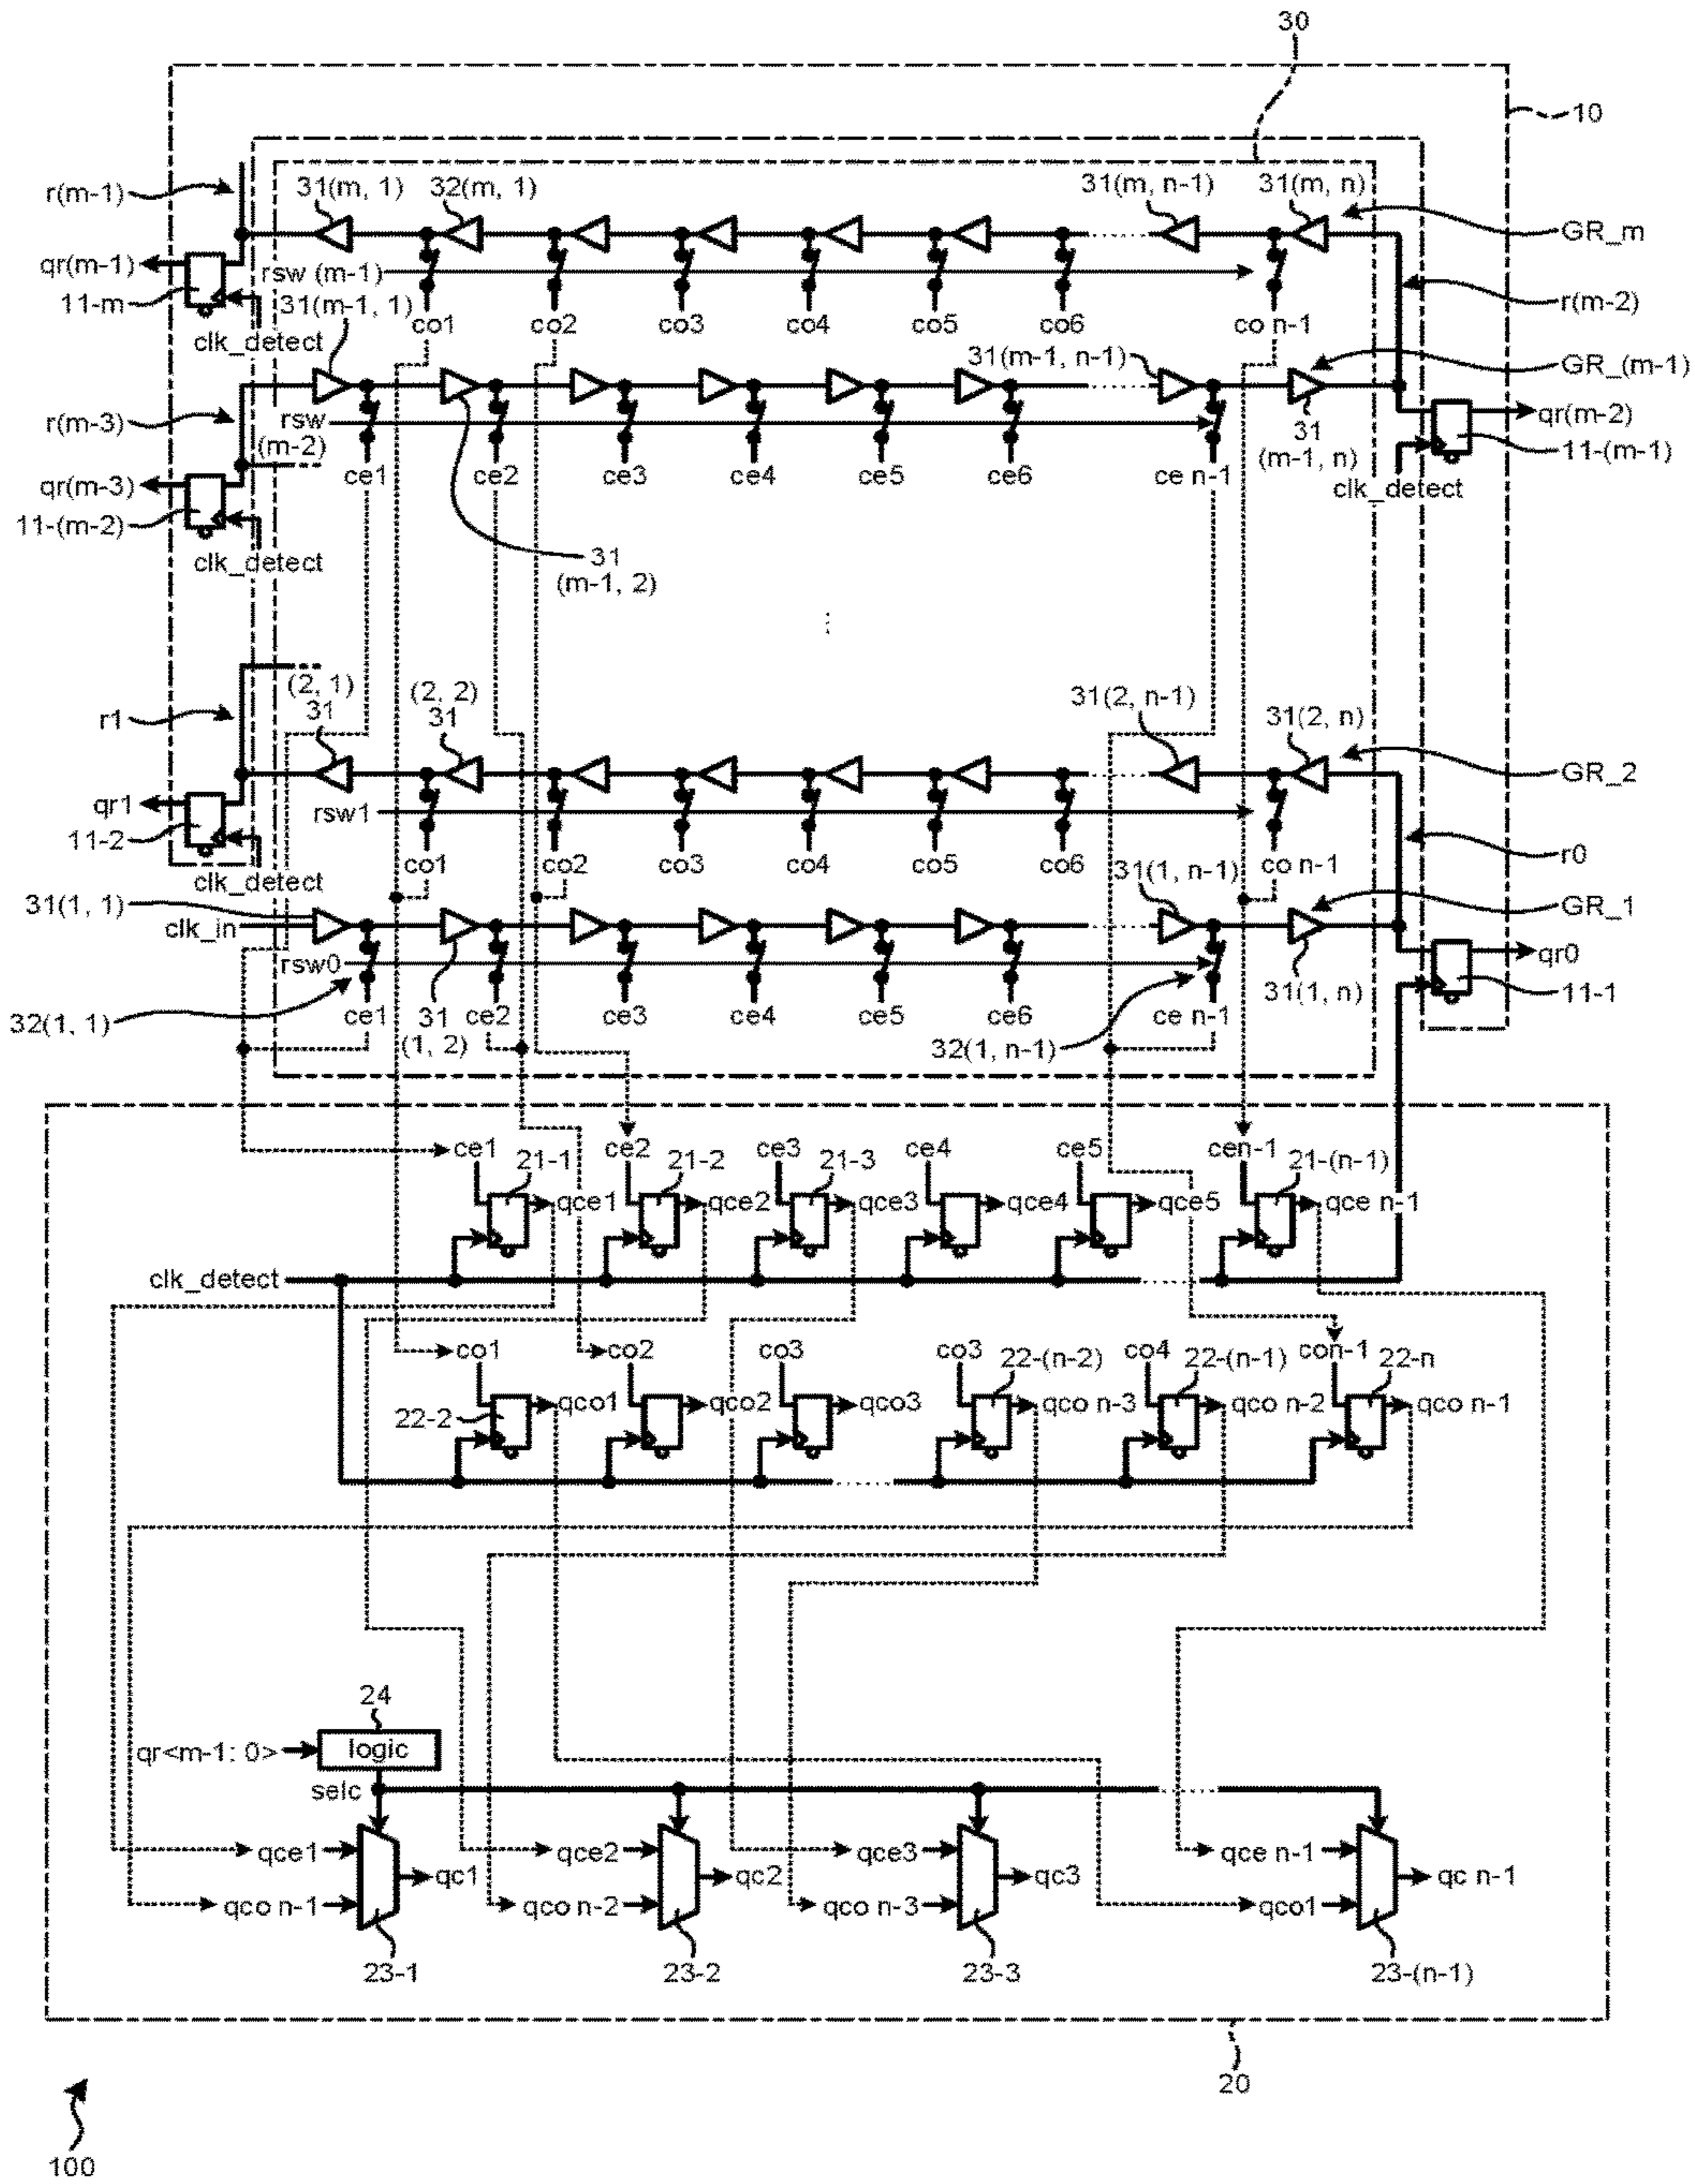 30
10
r(m-1)
31(m, 1)
32(m, 1)
31(m, n-1)
31(m, n)
GR_m
qr(m-1)
rsw (m-1)
11-m
31(m-1, 1)
r(m-2)
co1
co2
co3
co4
co5
co6
co n-1
clk_detect
31(m-1, n-1)
GR_(m-1)
r(m-3)
rsw
(m-2)
qr(m-2)
31
(m-1, n)
11-(m-1)
ce1
ce2
ce3
ce4
ce5
ce6
ce n-1
clk_detect
qr(m-3)
11-(m-2)
clk_detect
31
(m-1, 2)
r1
(2, 1)
31
(2, 2)
31
31(2, n-1)
31(2, n)
GR_2
qr1
rsw1
11-2
r0
co1
co2
co3
co4
co5
co6
co n-1
clk_detect
31(1, 1)
31(1, n-1)
GR_1
clk_in
rsw0
qr0
31(1, n)
11-1
32(1, 1)
ce1
31
(1, 2)
ce2
ce3
ce4
ce5
ce6
ce n-1
32(1, n-1)
ce1
21-1
ce2
21-2
ce3
21-3
ce4
ce5
cen-1
21-(n-1)
qce1
qce2
qce3
qce4
qce5
qce n-1
clk_detect
co1
co2
co3
co3
22-(n-2)
co4
22-(n-1)
con-1
22-n
22-2
qco1
qco2
qco3
qco n-3
qco n-2
qco n-1
24
qr<m-1: 0>
logic
selc
qce1
qc1
qco n-1
qce2
qc2
qco n-2
qce3
qc3
qco n-3
qce n-1
qc n-1
qco1
23-1
23-2
23-3
23-(n-1)
20
100